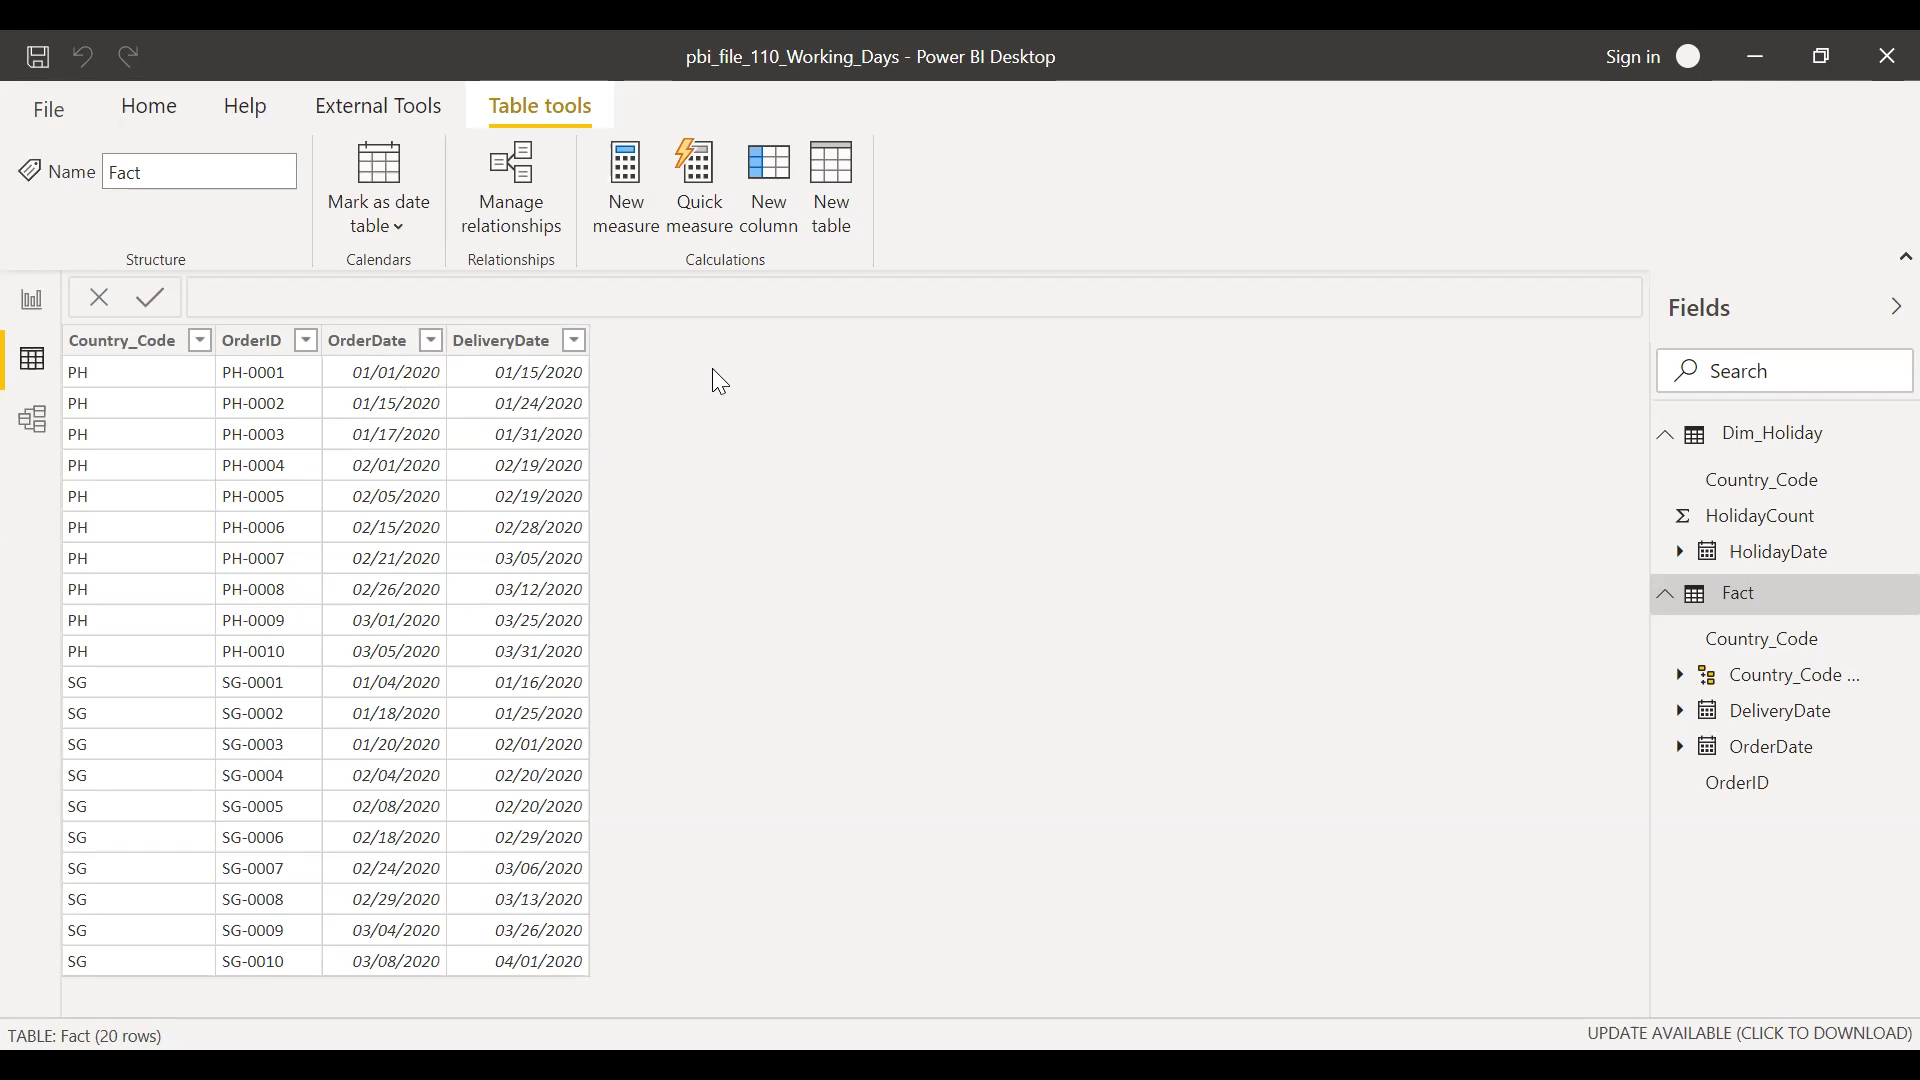 pbi_file_110_Working_Days - Power BI Desktop
Sign in
File
Home
Help
External Tools
Table tools
Name
Fact
Mark as date
table
Manage
relationships
New
measure
Quick
measure
New
column
New
table
Structure
Calendars
Relationships
Calculations
Country_Code OrderID OrderDate DeliveryDate
PH PH-0001 01/01/2020 01/15/2020
PH PH-0002 01/15/2020 01/24/2020
PH PH-0003 01/17/2020 01/31/2020
PH PH-0004 02/01/2020 02/19/2020
PH PH-0005 02/05/2020 02/19/2020
PH PH-0006 02/15/2020 02/28/2020
PH PH-0007 02/21/2020 03/05/2020
PH PH-0008 02/26/2020 03/12/2020
PH PH-0009 03/01/2020 03/25/2020
PH PH-0010 03/05/2020 03/31/2020
SG SG-0001 01/04/2020 01/16/2020
SG SG-0002 01/18/2020 01/25/2020
SG SG-0003 01/20/2020 02/01/2020
SG SG-0004 02/04/2020 02/20/2020
SG SG-0005 02/08/2020 02/20/2020
SG SG-0006 02/18/2020 02/29/2020
SG SG-0007 02/24/2020 03/06/2020
SG SG-0008 02/29/2020 03/13/2020
SG SG-0009 03/04/2020 03/26/2020
SG SG-0010 03/08/2020 04/01/2020
Fields
Search
Dim_Holiday
Country_Code
Σ HolidayCount
HolidayDate
Fact
Country_Code
Country_Code ...
DeliveryDate
OrderDate
OrderID
TABLE: Fact (20 rows)
UPDATE AVAILABLE (CLICK TO DOWNLOAD)